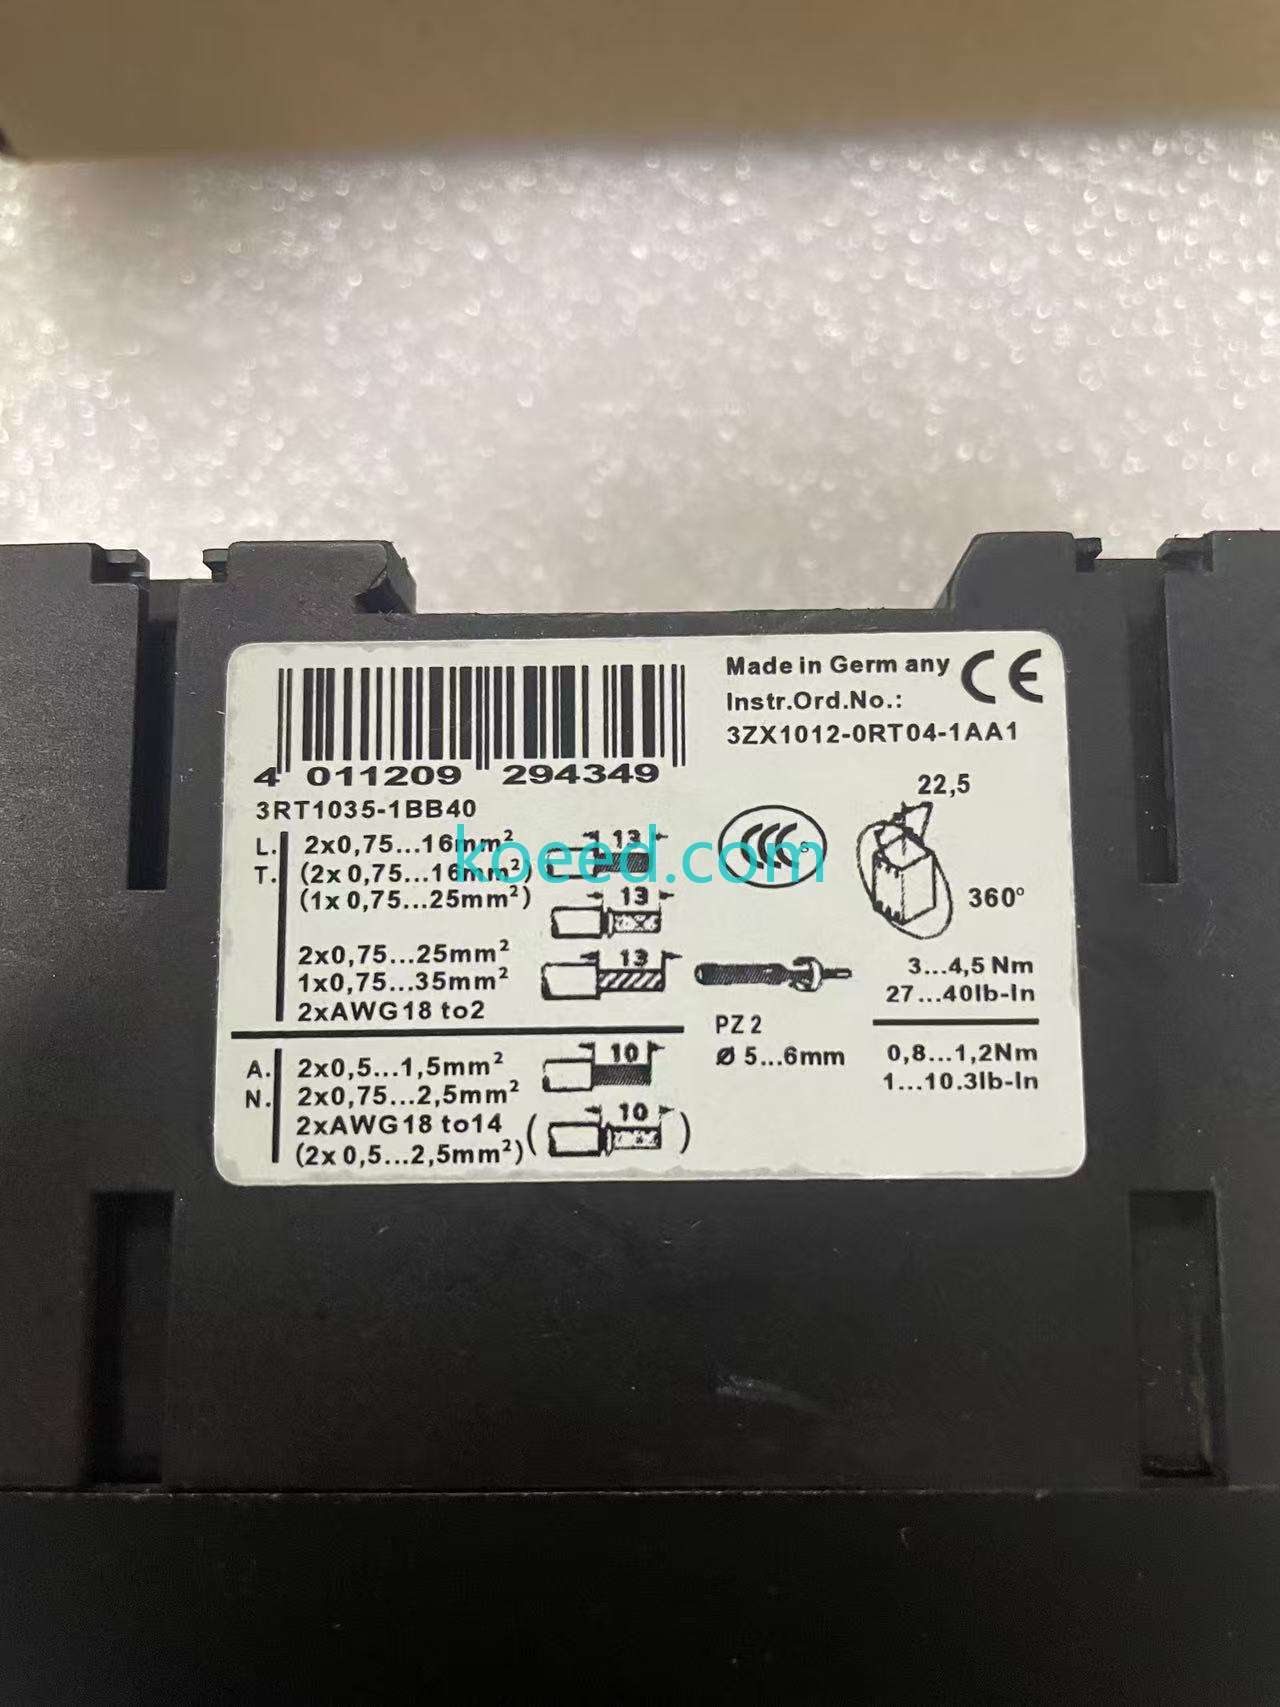 Made in Germ any CE
Instr.Ord.No.:
3ZX1012-0RT04-1AA1
4 011209 294349
3RT1035-1BB40
L. 2x0,75...16mm²
T. (2x 0,75...16mm²)
(1x 0,75...25mm²)
2x0,75...25mm²
1x0,75...35mm²
2xAWG18 to2
13
13
13
CCC S
22,5
360°
PZ 2
Ø 5...6mm
3...4,5 Nm
27...40lb-In
0,8...1,2Nm
1...10.3lb-In
A. 2x0,5...1,5mm²
N. 2x0,75...2,5mm²
2xAWG18 to14
(2x 0,5...2,5mm²)
10
( 10 )
koeed.com